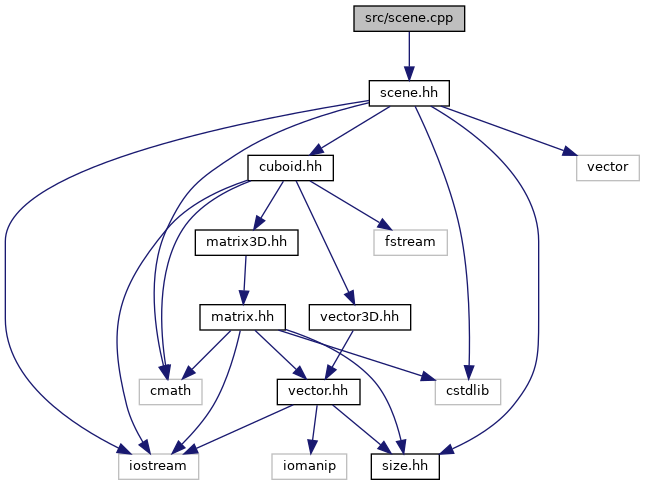 src/scene.cpp
scene.hh
cuboid.hh
vector
matrix3D.hh
fstream
matrix.hh
vector3D.hh
cmath
vector.hh
cstdlib
iostream
iomanip
size.hh